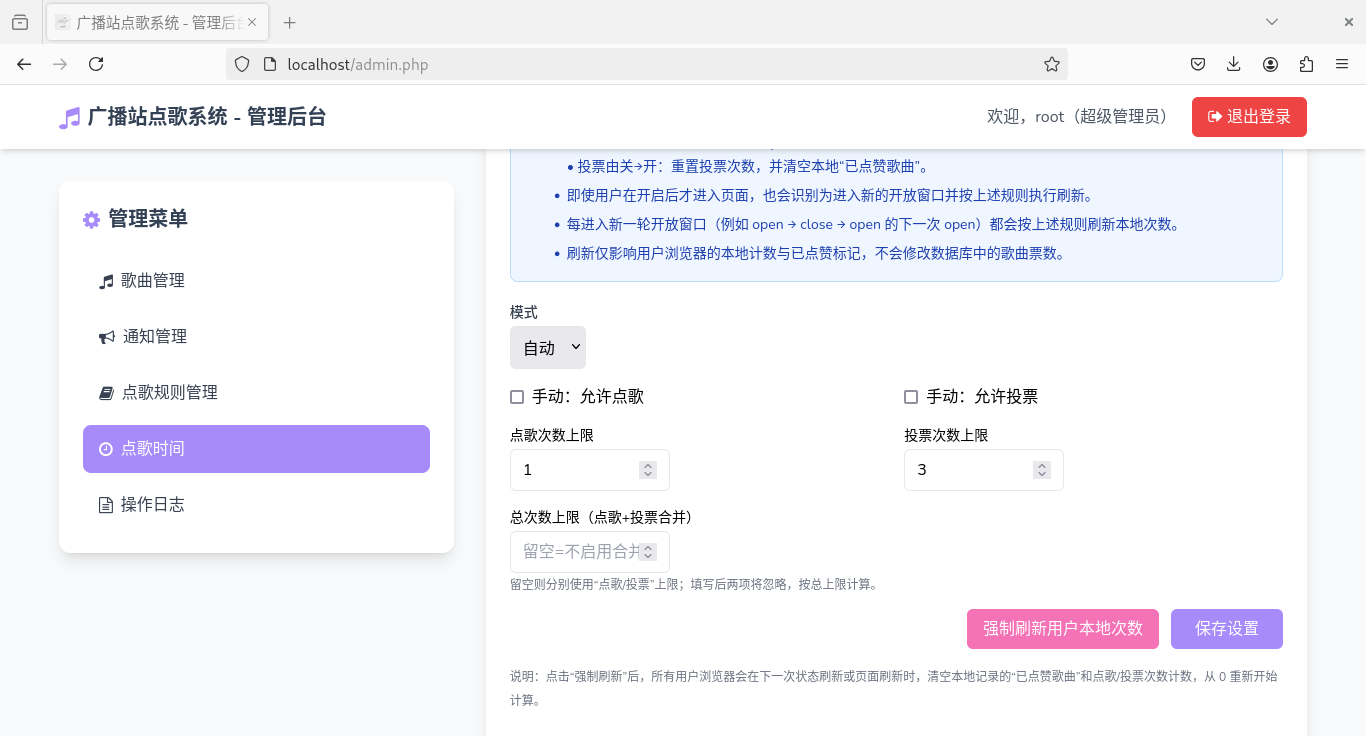 广播站点歌系统 - 管理后台
localhost/admin.php
广播站点歌系统 - 管理后台
欢迎，root（超级管理员）
退出登录
管理菜单
歌曲管理
通知管理
点歌规则管理
点歌时间
操作日志
• 投票由关→开：重置投票次数，并清空本地“已点赞歌曲”。
• 即使用户在开启后才进入页面，也会识别为进入新的开放窗口并按上述规则执行刷新。
• 每进入新一轮开放窗口（例如 open → close → open 的下一次 open）都会按上述规则刷新本地次数。
• 刷新仅影响用户浏览器的本地计数与已点赞标记，不会修改数据库中的歌曲票数。
模式
自动
手动：允许点歌
手动：允许投票
点歌次数上限
投票次数上限
1
3
总次数上限（点歌+投票合并）
留空=不启用合并
留空则分别使用“点歌/投票”上限；填写后两项将忽略，按总上限计算。
强制刷新用户本地次数
保存设置
说明：点击“强制刷新”后，所有用户浏览器会在下一次状态刷新或页面刷新时，清空本地记录的“已点赞歌曲”和点歌/投票次数计数，从 0 重新开始
计算。